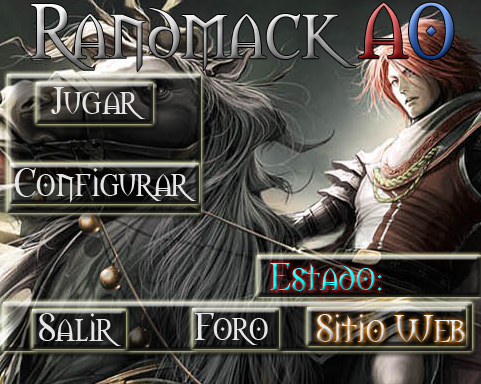 Randmack AO
Jugar
Configurar
Estado:
Salir
Foro
Sitio Web